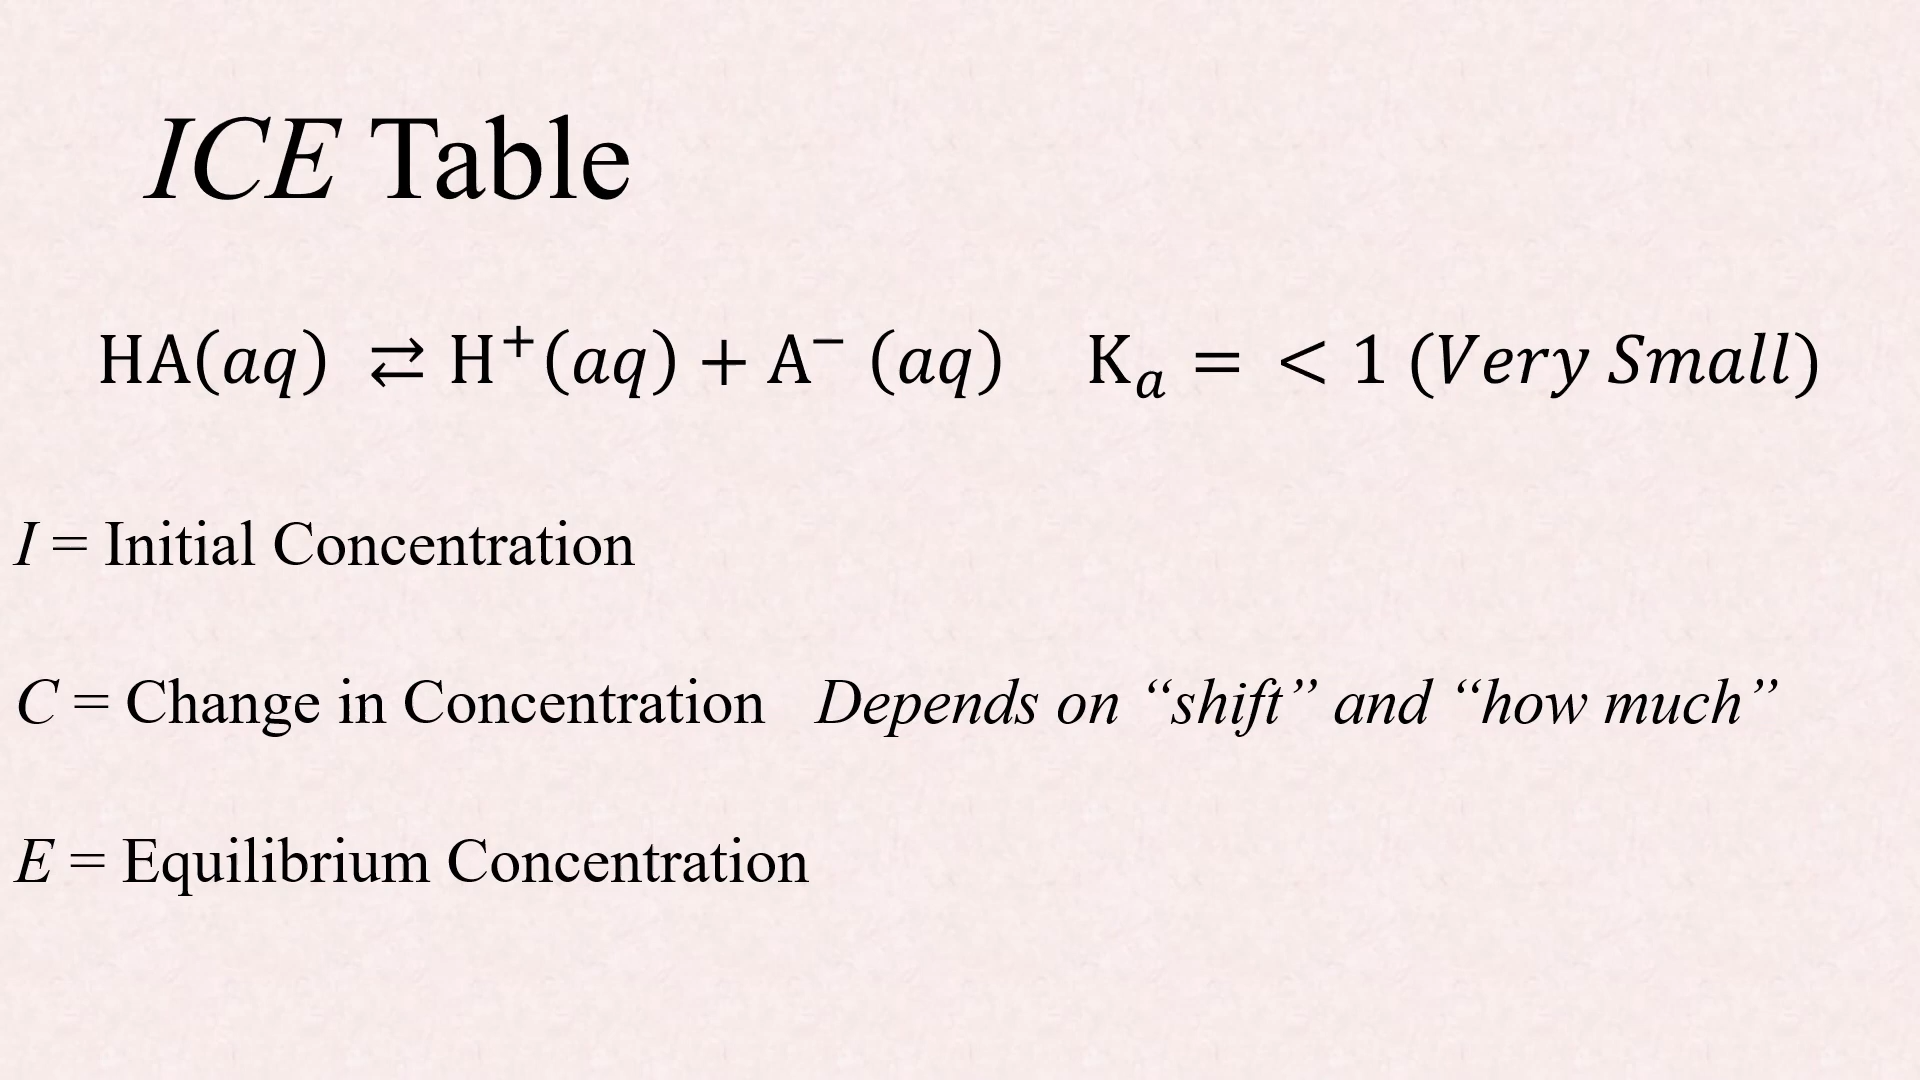 ICE Table
HA(aq) ⇄ H⁺(aq) + A⁻ (aq) Kₐ = < 1 (Very Small)
I = Initial Concentration
C = Change in Concentration Depends on “shift” and “how much”
E = Equilibrium Concentration